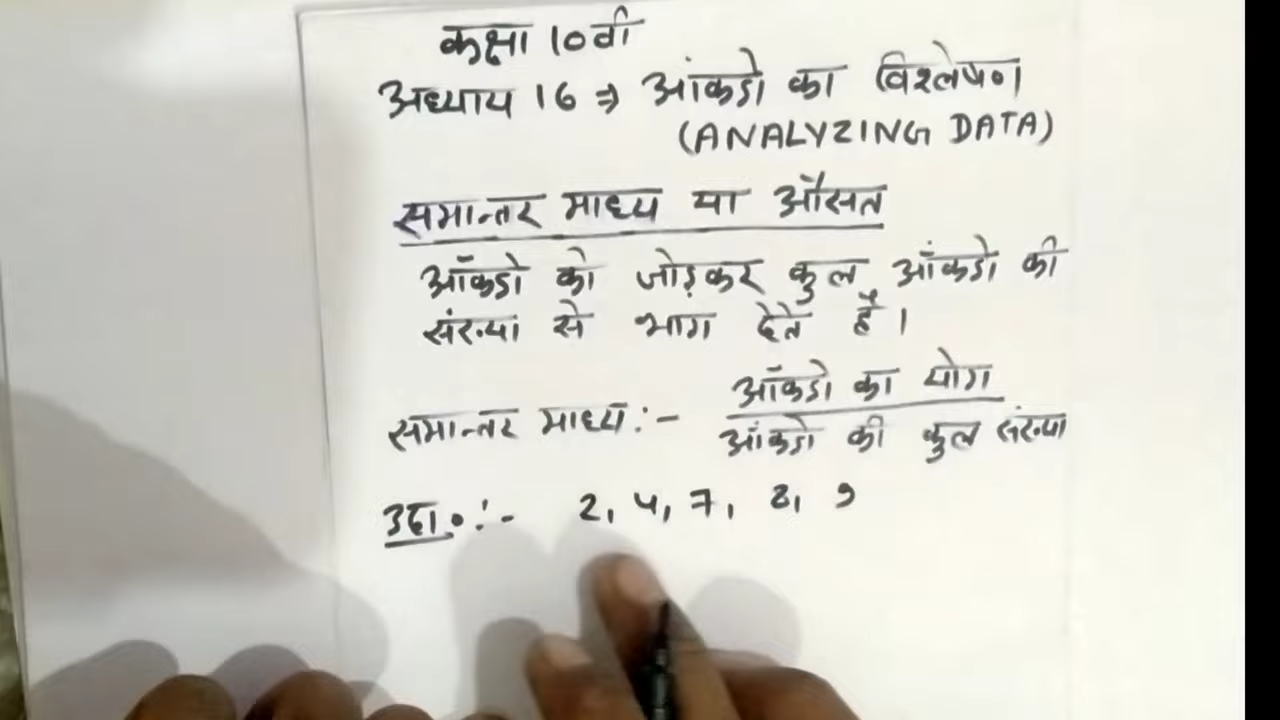 कक्षा 10वी
अध्याय 16 ⇒ आंकडो का विश्लेषण
(ANALYZING DATA)
समान्तर माध्य या औसत
आँकडो को जोड़कर कुल आँकडो की
संख्या से भाग देते है।
समान्तर माध्य:- आँकडो का योग
आंकडो की कुल संख्या
उदा०:- 2, 4, 7, 8, 9